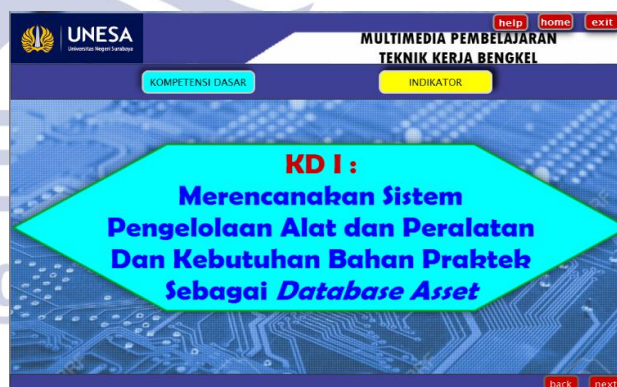 help home exit
UNESA
Universitas Negeri Surabaya
MULTIMEDIA PEMBELAJARAN
TEKNIK KERJA BENGKEL
KOMPETENSI DASAR
INDIKATOR
KD I :
Merencanakan Sistem
Pengelolaan Alat dan Peralatan
Dan Kebutuhan Bahan Praktek
Sebagai Database Asset
back next